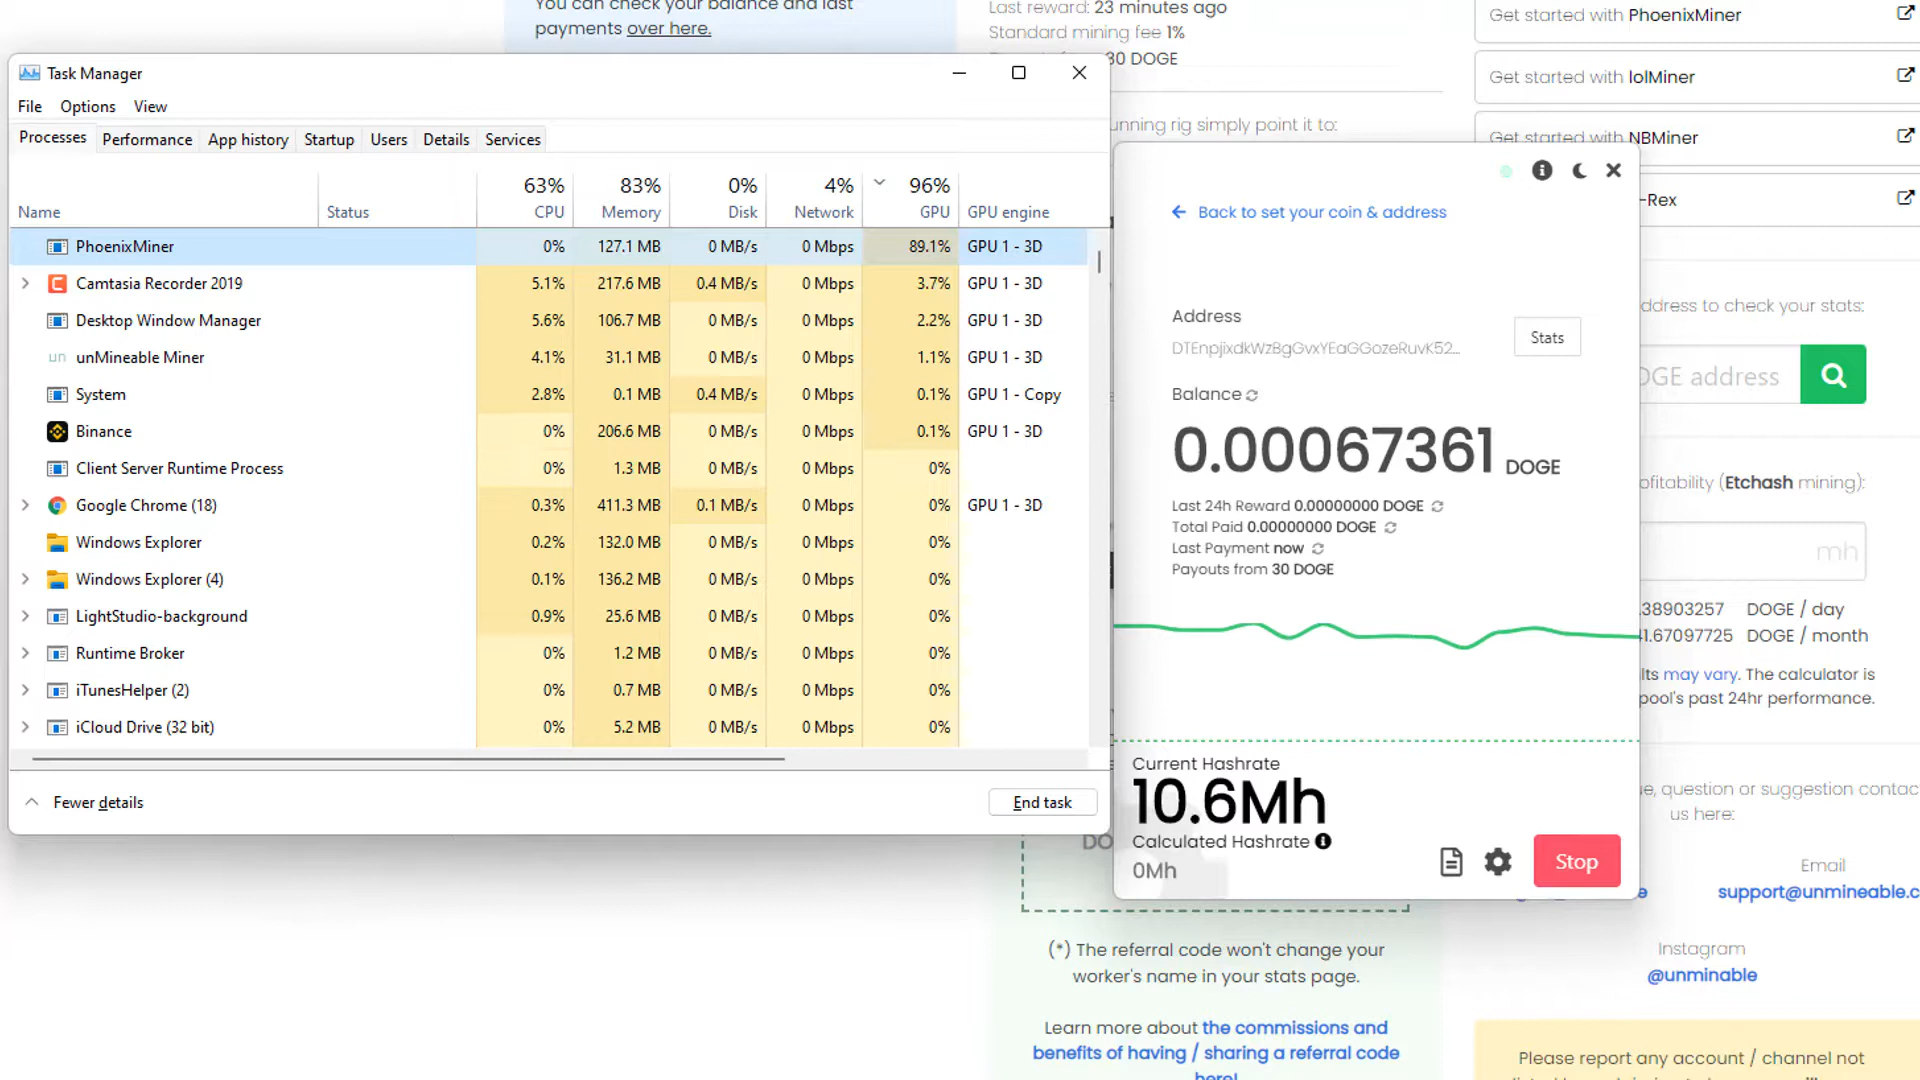 You can check your balance and last
payments over here.
Last reward: 23 minutes ago
Standard mining fee 1%
30 DOGE
unning rig simply point it to:
Get started with PhoenixMiner
Get started with lolMiner
Get started with NBMiner
-Rex
Task Manager
File Options View
Processes Performance App history Startup Users Details Services
63% 83% 0% 4% 96%
Name Status CPU Memory Disk Network GPU GPU engine
PhoenixMiner 0% 127.1 MB 0 MB/s 0 Mbps 89.1% GPU 1 - 3D
Camtasia Recorder 2019 5.1% 217.6 MB 0.4 MB/s 0 Mbps 3.7% GPU 1 - 3D
Desktop Window Manager 5.6% 106.7 MB 0 MB/s 0 Mbps 2.2% GPU 1 - 3D
un unMineable Miner 4.1% 31.1 MB 0 MB/s 0 Mbps 1.1% GPU 1 - 3D
System 2.8% 0.1 MB 0.4 MB/s 0 Mbps 0.1% GPU 1 - Copy
Binance 0% 206.6 MB 0 MB/s 0 Mbps 0.1% GPU 1 - 3D
Client Server Runtime Process 0% 1.3 MB 0 MB/s 0 Mbps 0%
Google Chrome (18) 0.3% 411.3 MB 0.1 MB/s 0 Mbps 0% GPU 1 - 3D
Windows Explorer 0.2% 132.0 MB 0 MB/s 0 Mbps 0%
Windows Explorer (4) 0.1% 136.2 MB 0 MB/s 0 Mbps 0%
LightStudio-background 0.9% 25.6 MB 0 MB/s 0 Mbps 0%
Runtime Broker 0% 1.2 MB 0 MB/s 0 Mbps 0%
iTunesHelper (2) 0% 0.7 MB 0 MB/s 0 Mbps 0%
iCloud Drive (32 bit) 0% 5.2 MB 0 MB/s 0 Mbps 0%
Fewer details
End task
Back to set your coin & address
Address
DTEnpjixdkWzBgGvxYEaGGozeRuvK52...
Stats
Balance
0.00067361 DOGE
Last 24h Reward 0.00000000 DOGE
Total Paid 0.00000000 DOGE
Last Payment now
Payouts from 30 DOGE
Current Hashrate
10.6Mh
Calculated Hashrate
0Mh
Stop
ddress to check your stats:
OGE address
ofitability (Etchash mining):
mh
.38903257 DOGE / day
41.67097725 DOGE / month
lts may vary. The calculator is
pool's past 24hr performance.
e, question or suggestion contac
us here:
Email
support@unmineable.c
Instagram
@unminable
DO
(*) The referral code won't change your
worker's name in your stats page.
Learn more about the commissions and
benefits of having / sharing a referral code
here!
Please report any account / channel not